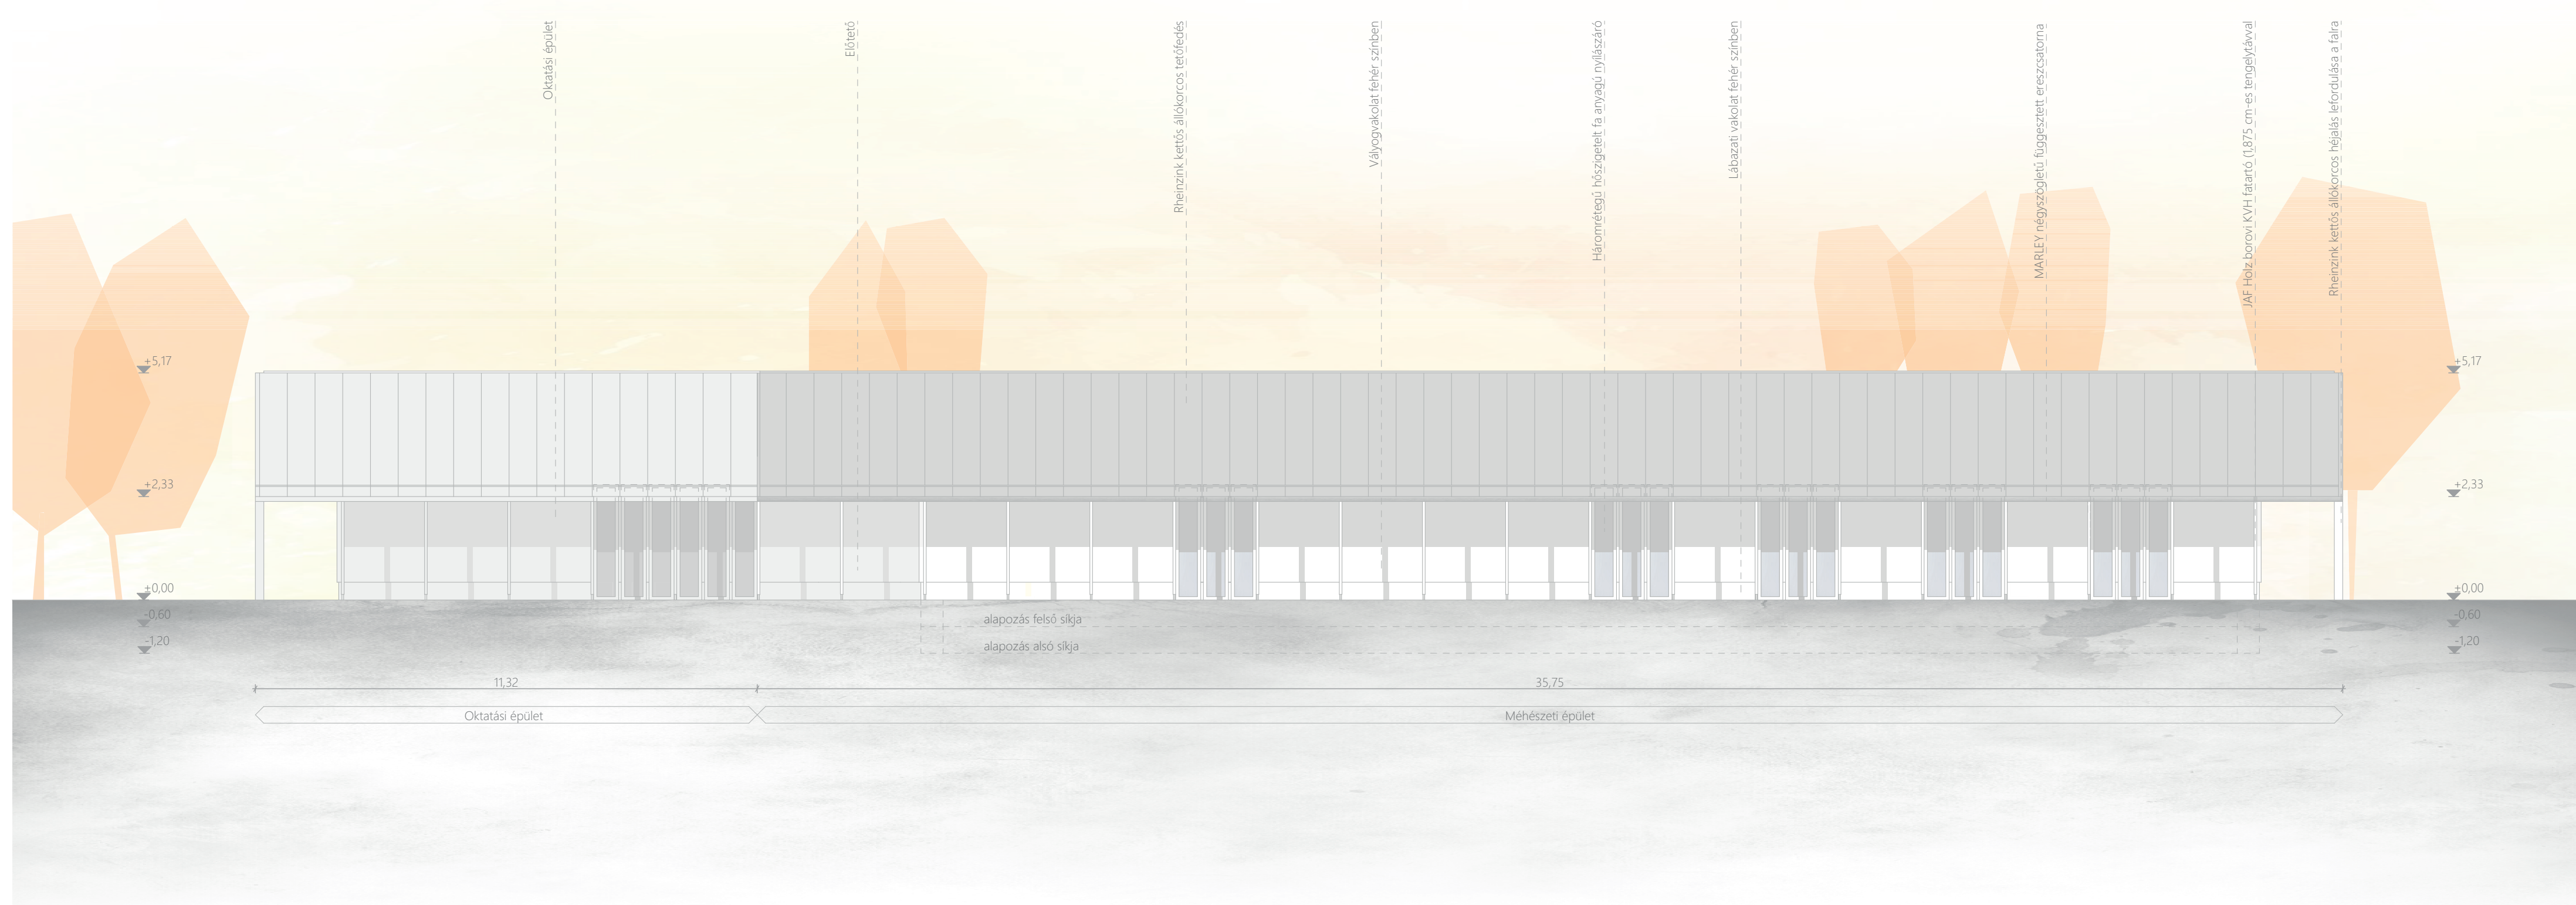 Oktatási épület
Előtető
Rheinzink kettős állókorcos tetőfedés
Vályogvakolat fehér színben
Háromrétegű hőszigetelt fa anyagú nyílászáró
Lábazati vakolat fehér színben
MARLEY négyszögletű függesztett ereszcsatorna
JAF Holz borovi KVH fatartó (1,875 cm-es tengelytávval
Rheinzink kettős állókorcos héjalás lefordulása a falra
+5,17
+5,17
+2,33
+2,33
±0,00
±0,00
-0,60
-0,60
alapozás felső síkja
-1,20
-1,20
alapozás alsó síkja
11,32
35,75
Oktatási épület
Méhészeti épület